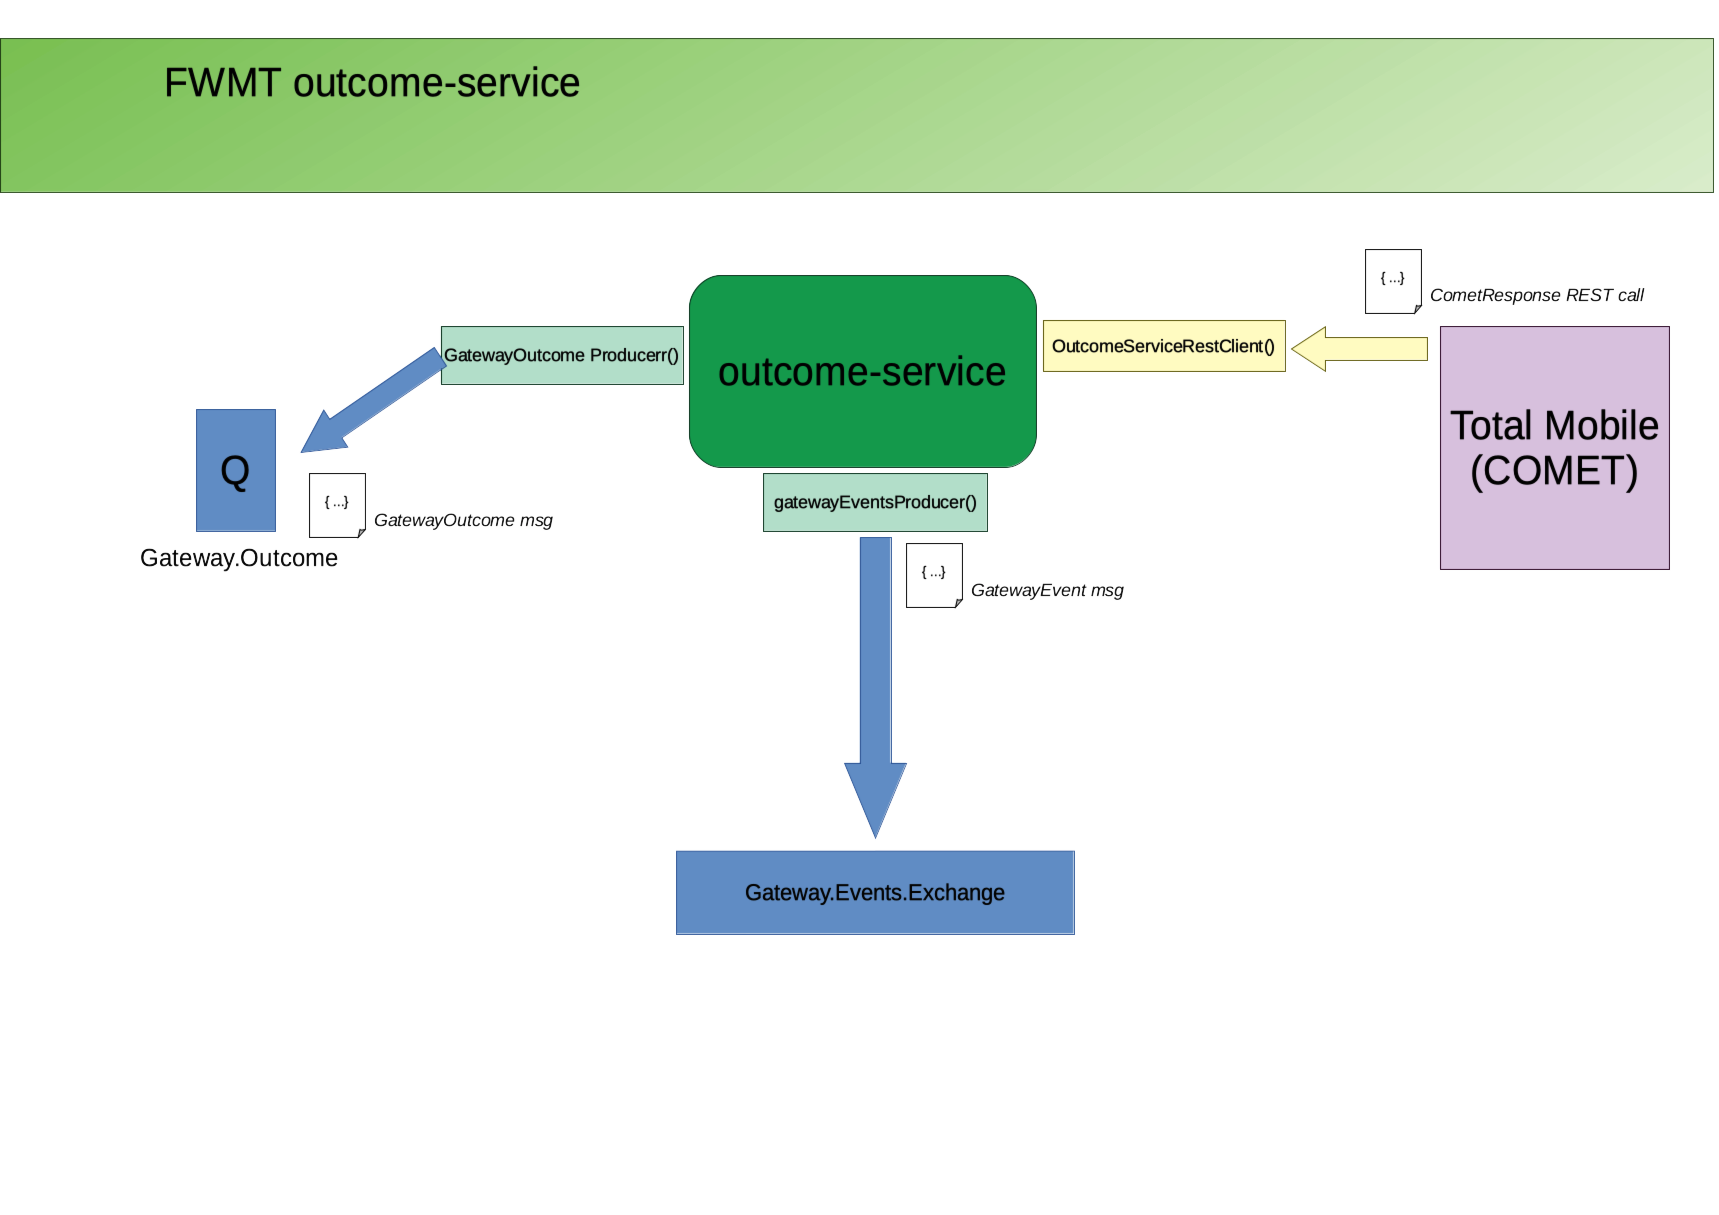 FWMT outcome-service
{ ...}
CometResponse REST call
GatewayOutcome Producerr()
outcome-service
OutcomeServiceRestClient()
Total Mobile
(COMET)
Q
{ ...}
GatewayOutcome msg
Gateway.Outcome
gatewayEventsProducer()
{ ...}
GatewayEvent msg
Gateway.Events.Exchange